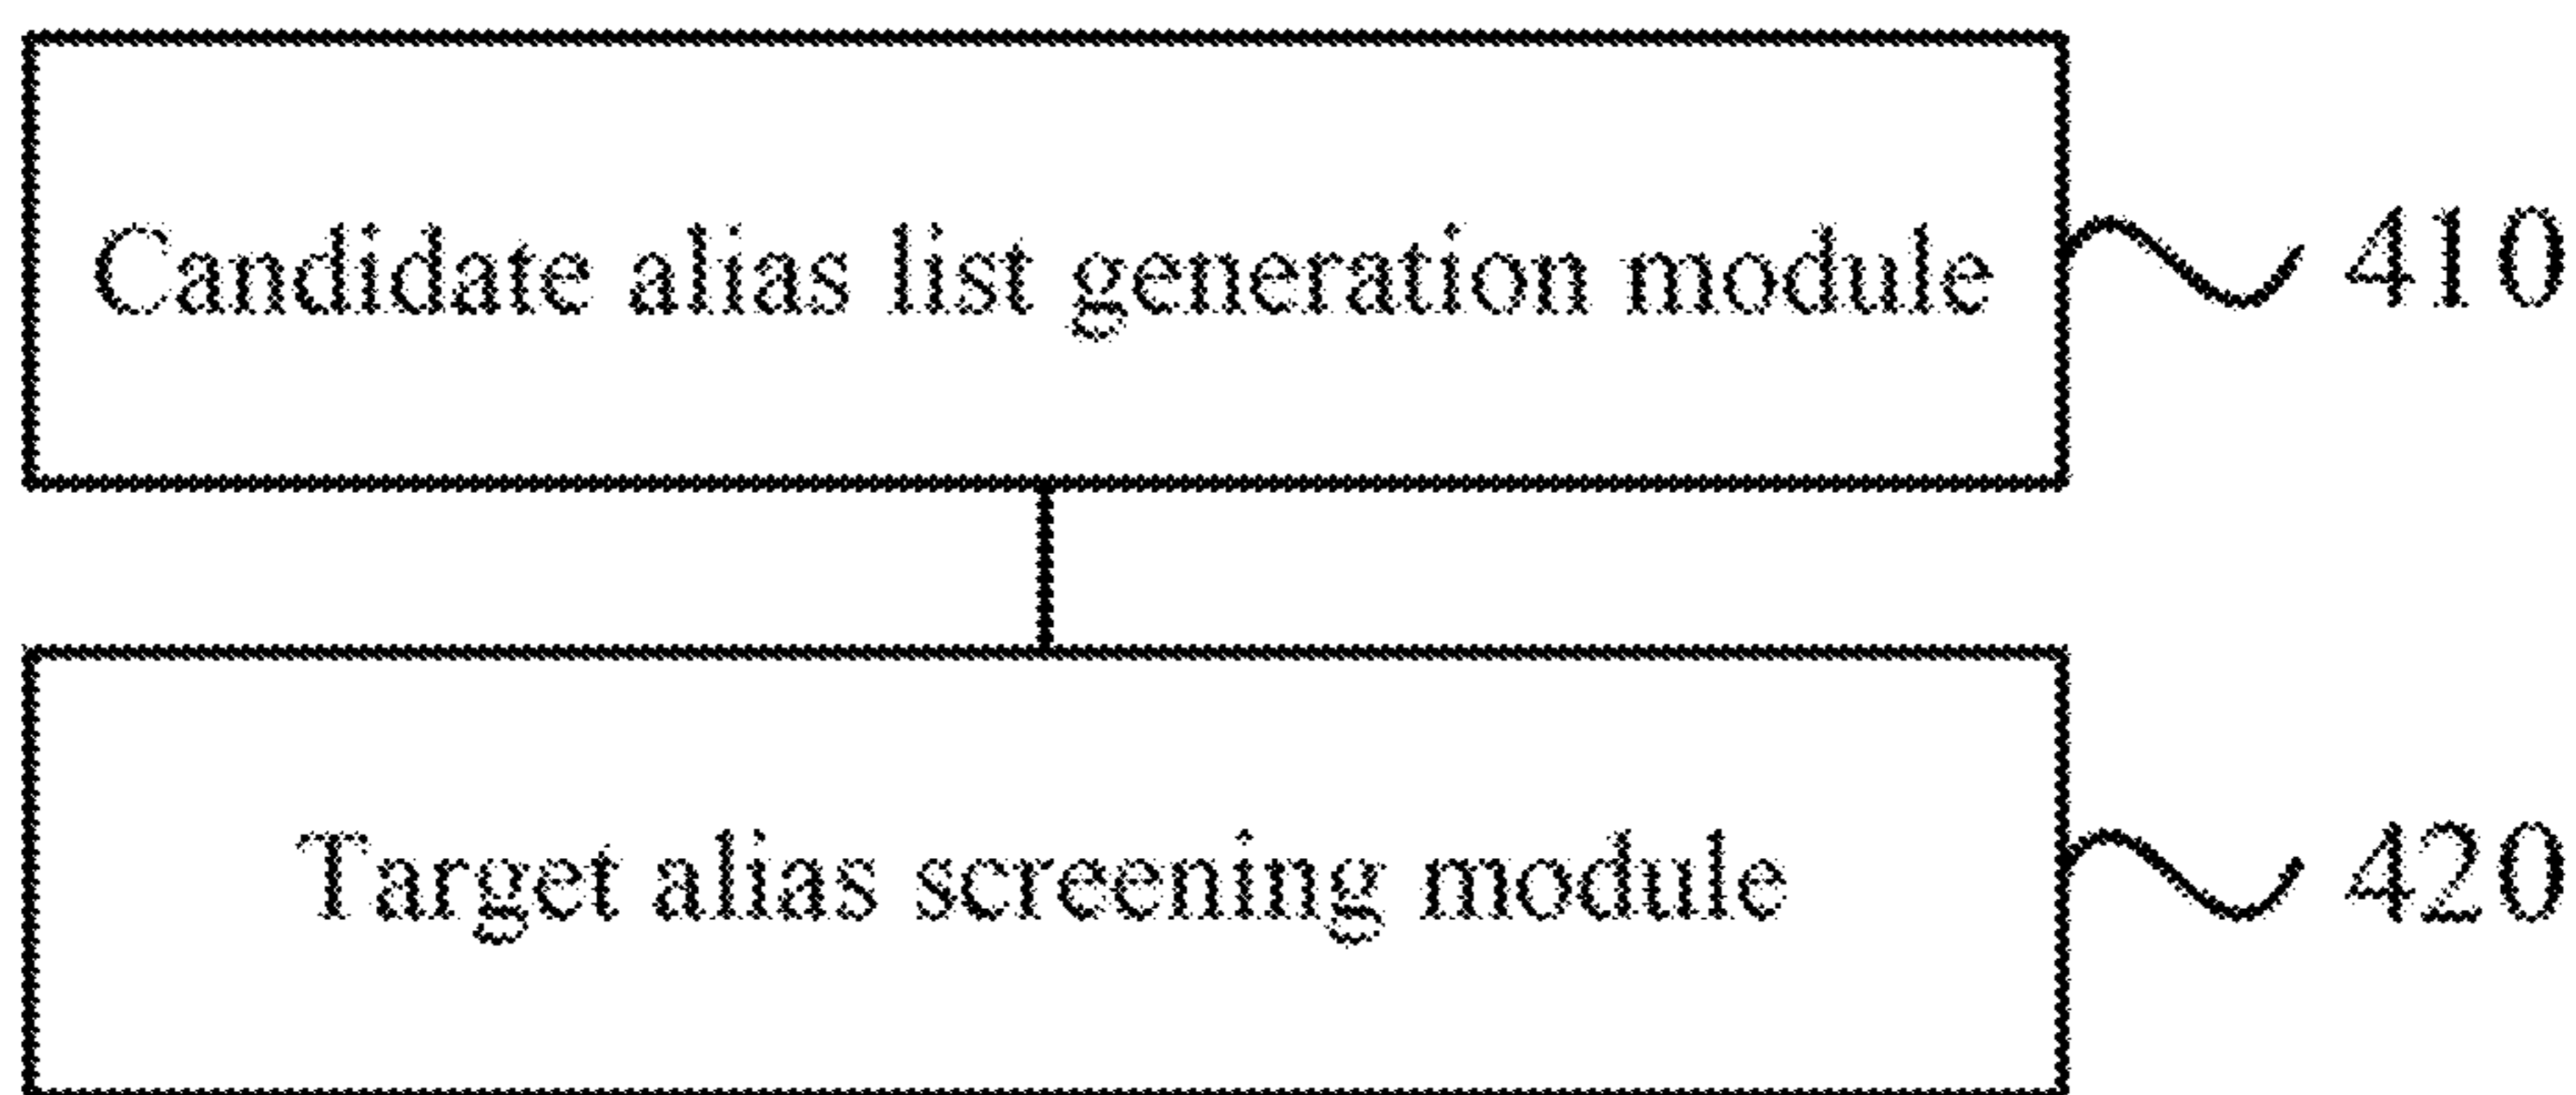 Candidate alias list generation module 410
Target alias screening module 420